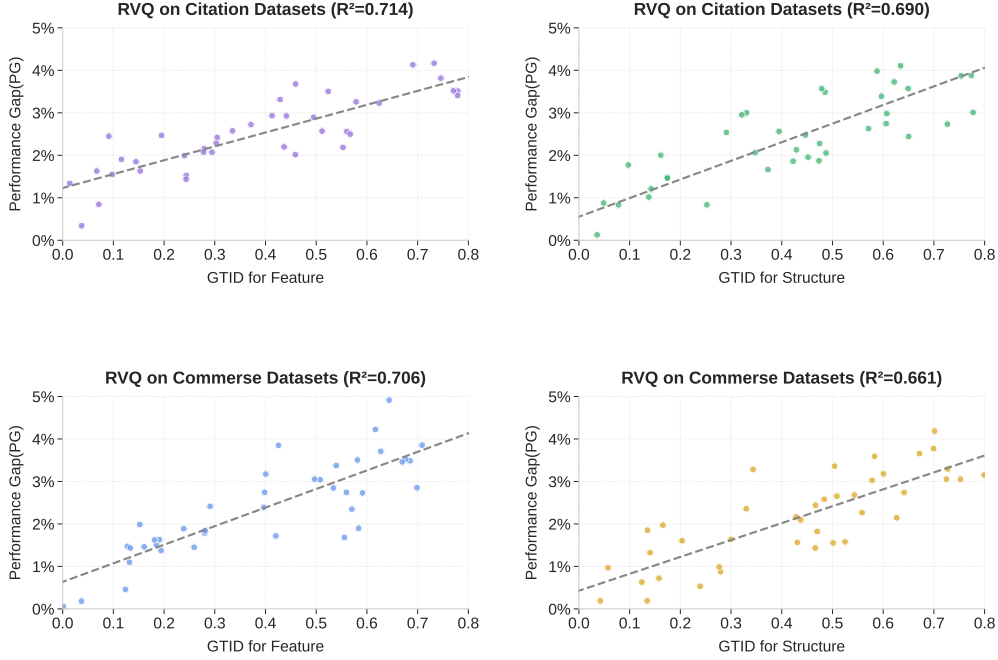 RVQ on Citation Datasets (R²=0.714)
Performance Gap(PG)
5%
4%
3%
2%
1%
0%
0.0 0.1 0.2 0.3 0.4 0.5 0.6 0.7 0.8
GTID for Feature
RVQ on Citation Datasets (R²=0.690)
Performance Gap(PG)
5%
4%
3%
2%
1%
0%
0.0 0.1 0.2 0.3 0.4 0.5 0.6 0.7 0.8
GTID for Structure
RVQ on Commerse Datasets (R²=0.706)
Performance Gap(PG)
5%
4%
3%
2%
1%
0%
0.0 0.1 0.2 0.3 0.4 0.5 0.6 0.7 0.8
GTID for Feature
RVQ on Commerse Datasets (R²=0.661)
Performance Gap(PG)
5%
4%
3%
2%
1%
0%
0.0 0.1 0.2 0.3 0.4 0.5 0.6 0.7 0.8
GTID for Structure